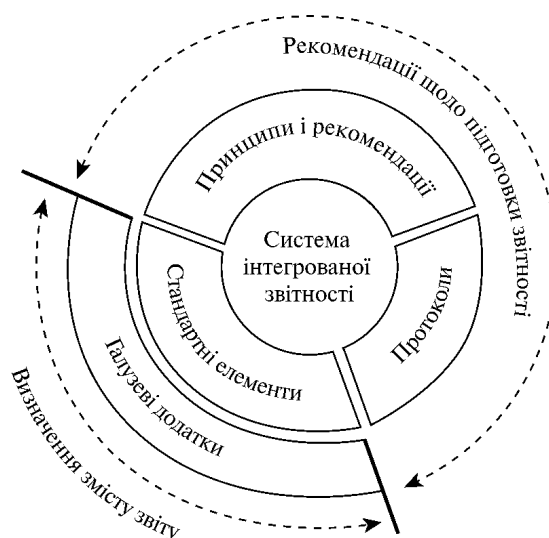 Рекомендації щодо підготовки звітності
Принципи і рекомендації
Система
інтегрованої
звітності
Стандартні елементи
Протоколи
Галузеві додатки
Визначення змісту звіту